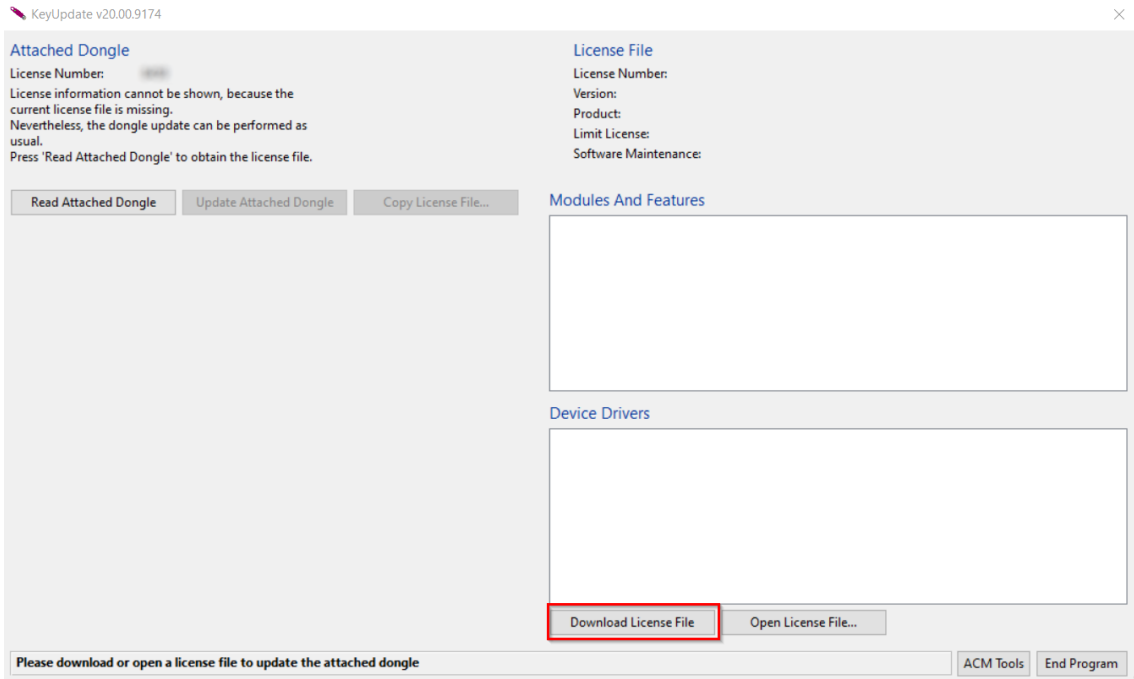 KeyUpdate v20.00.9174
Attached Dongle
License Number:
License information cannot be shown, because the
current license file is missing.
Nevertheless, the dongle update can be performed as
usual.
Press 'Read Attached Dongle' to obtain the license file.
Read Attached Dongle
Update Attached Dongle
Copy License File...
License File
License Number:
Version:
Product:
Limit License:
Software Maintenance:
Modules And Features
Device Drivers
Download License File
Open License File...
Please download or open a license file to update the attached dongle
ACM Tools
End Program